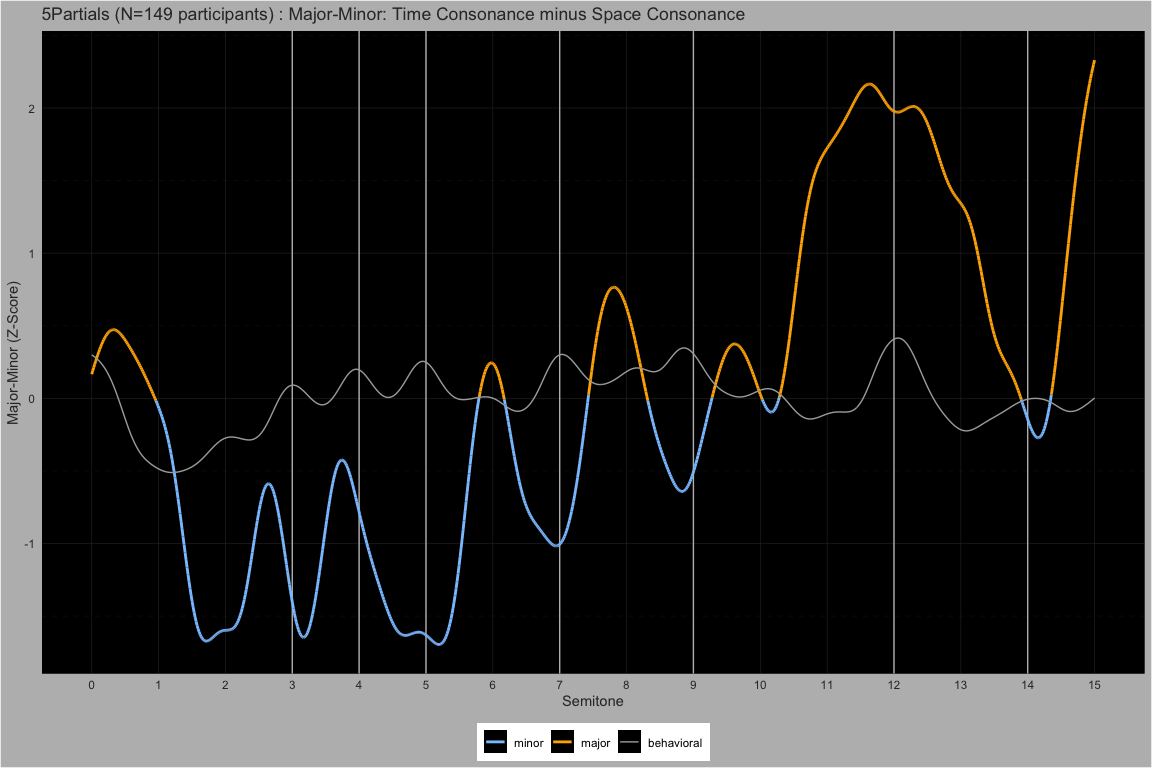 5Partials (N=149 participants) : Major-Minor: Time Consonance minus Space Consonance
Major-Minor (Z-Score)
2
1
0
-1
0 1 2 3 4 5 6 7 8 9 10 11 12 13 14 15
Semitone
minor major behavioral